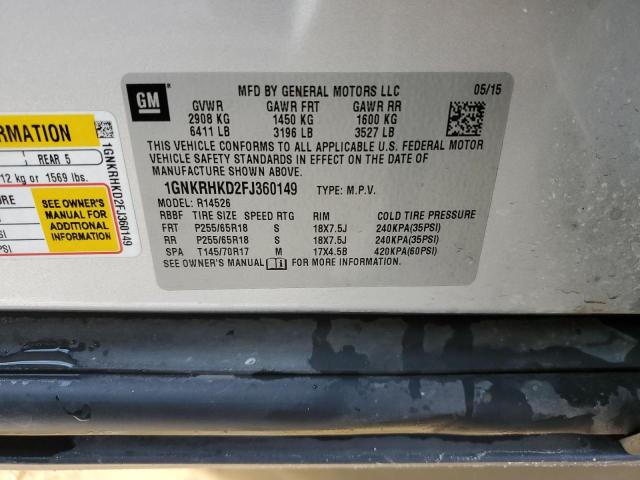 GM
MFD BY GENERAL MOTORS LLC 05/15
GVWR GAWR FRT GAWR RR
2908 KG 1450 KG 1600 KG
6411 LB 3196 LB 3527 LB
THIS VEHICLE CONFORMS TO ALL APPLICABLE U.S. FEDERAL MOTOR
VEHICLE SAFETY STANDARDS IN EFFECT ON THE DATE OF
MANUFACTURE SHOWN ABOVE.
1GNKRHKD2FJ360149 TYPE: M.P.V.
MODEL: R14526
RBBF TIRE SIZE SPEED RTG RIM COLD TIRE PRESSURE
FRT P255/65R18 S 18X7.5J 240KPA(35PSI)
RR P255/65R18 S 18X7.5J 240KPA(35PSI)
SPA T145/70R17 M 17X4.5B 420KPA(60PSI)
SEE OWNER'S MANUAL FOR MORE INFORMATION.
RMATION
REAR 5
12 kg or 1569 lbs.
SEE OWNER'S
MANUAL FOR
ADDITIONAL
INFORMATION
1GNKRHKD2FJ360149